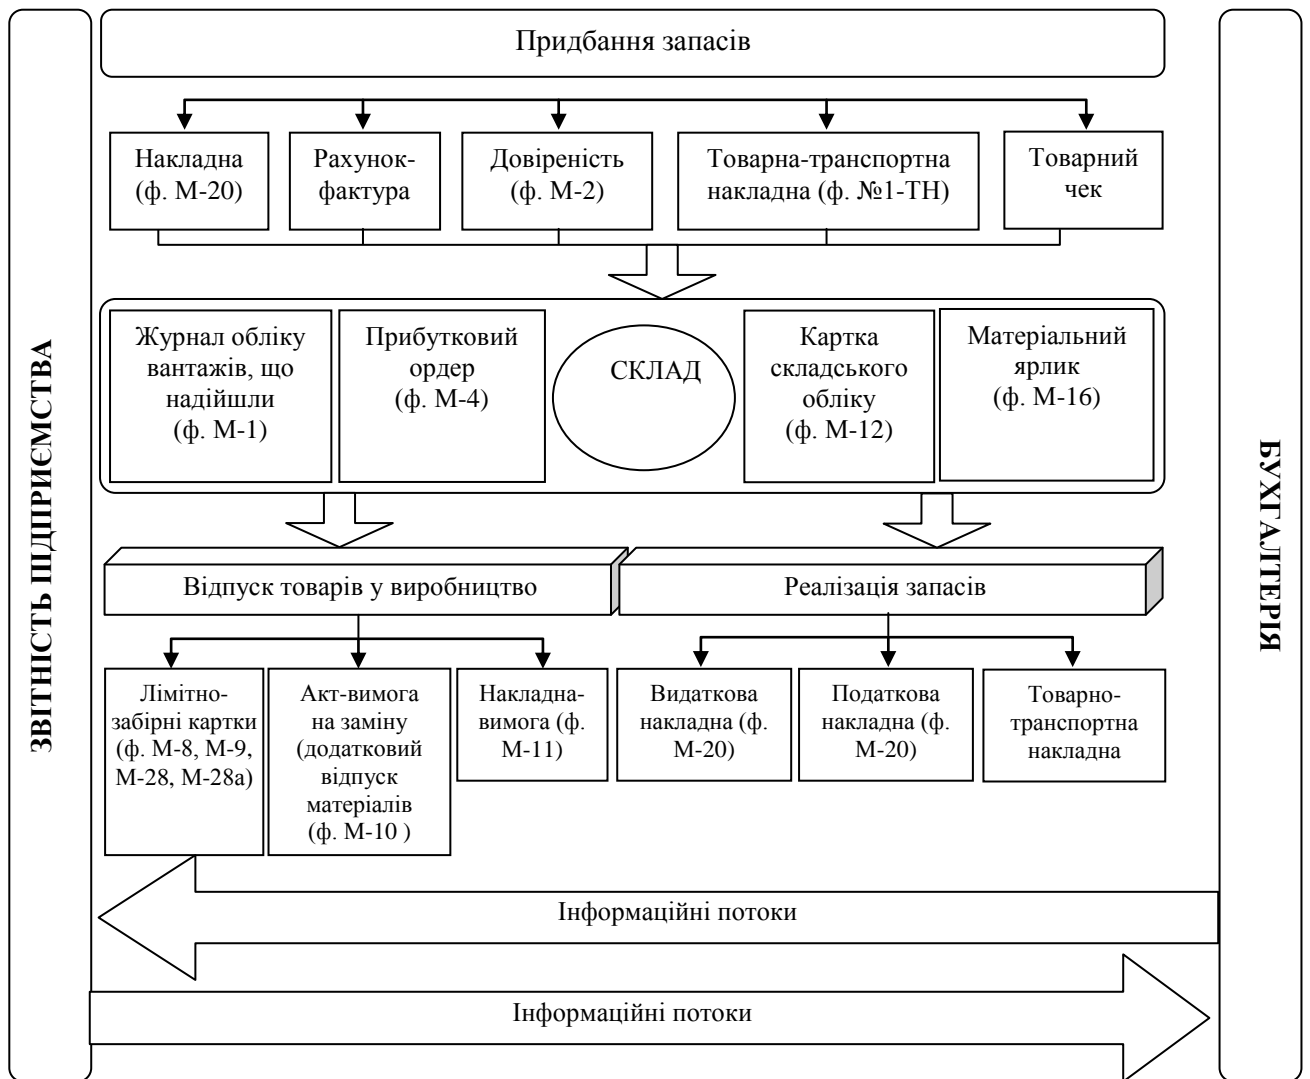 Придбання запасів
Накладна
(ф. М-20)
Рахунок-
фактура
Довіреність
(ф. М-2)
Товарна-транспортна
накладна (ф. №1-ТН)
Товарний
чек
Журнал обліку
вантажів, що
надійшли
(ф. М-1)
Прибутковий
ордер
(ф. М-4)
СКЛАД
Картка
складського
обліку
(ф. М-12)
Матеріальний
ярлик
(ф. М-16)
Відпуск товарів у виробництво
Реалізація запасів
Лімітно-
забірні картки
(ф. М-8, М-9,
М-28, М-28а)
Акт-вимога
на заміну
(додатковий
відпуск
матеріалів
(ф. М-10 )
Накладна-
вимога (ф.
М-11)
Видаткова
накладна (ф.
М-20)
Податкова
накладна (ф.
М-20)
Товарно-
транспортна
накладна
Інформаційні потоки
Інформаційні потоки
ЗВІТНІСТЬ ПІДПРИЄМСТВА
БУХГАЛТЕРІЯ